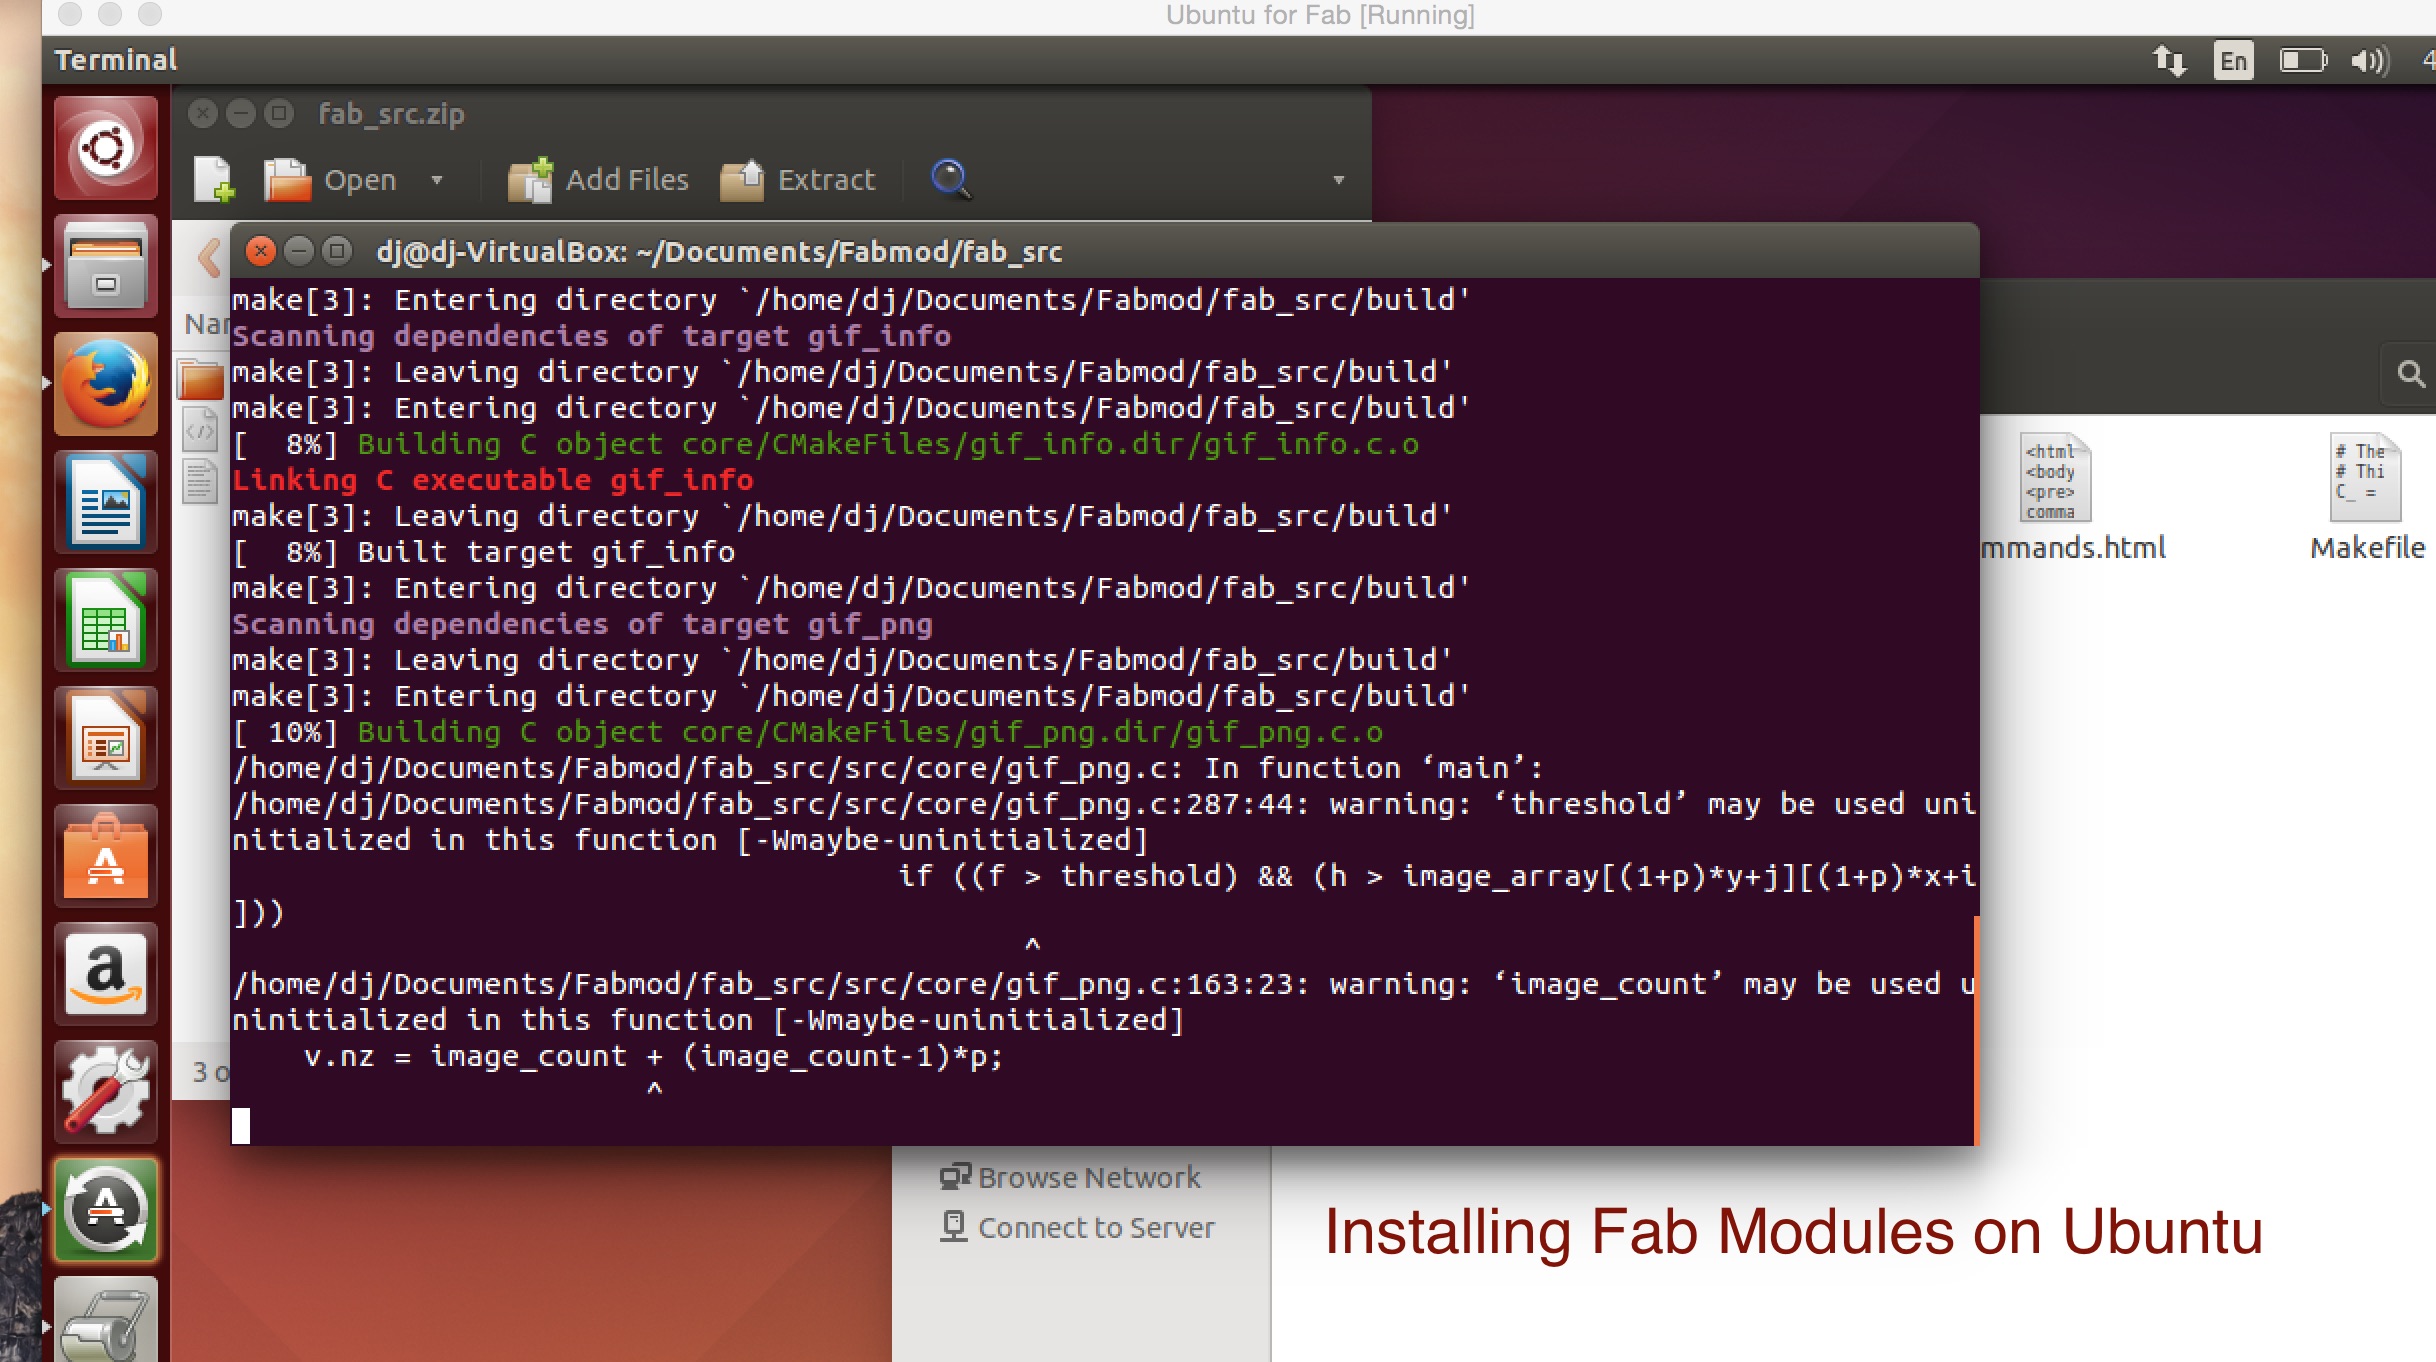 Ubuntu for Fab [Running]
Terminal
En
4
fab_src.zip
Open
Add Files
Extract
dj@dj-VirtualBox: ~/Documents/Fabmod/fab_src
Nar
make[3]: Entering directory `/home/dj/Documents/Fabmod/fab_src/build'
Scanning dependencies of target gif_info
make[3]: Leaving directory `/home/dj/Documents/Fabmod/fab_src/build'
make[3]: Entering directory `/home/dj/Documents/Fabmod/fab_src/build'
[  8%] Building C object core/CMakeFiles/gif_info.dir/gif_info.c.o
Linking C executable gif_info
make[3]: Leaving directory `/home/dj/Documents/Fabmod/fab_src/build'
[  8%] Built target gif_info
make[3]: Entering directory `/home/dj/Documents/Fabmod/fab_src/build'
Scanning dependencies of target gif_png
make[3]: Leaving directory `/home/dj/Documents/Fabmod/fab_src/build'
make[3]: Entering directory `/home/dj/Documents/Fabmod/fab_src/build'
[ 10%] Building C object core/CMakeFiles/gif_png.dir/gif_png.c.o
/home/dj/Documents/Fabmod/fab_src/src/core/gif_png.c: In function ‘main’:
/home/dj/Documents/Fabmod/fab_src/src/core/gif_png.c:287:44: warning: ‘threshold’ may be used uni
nitialized in this function [-Wmaybe-uninitialized]
if ((f > threshold) && (h > image_array[(1+p)*y+j][(1+p)*x+i
]))
^
/home/dj/Documents/Fabmod/fab_src/src/core/gif_png.c:163:23: warning: ‘image_count’ may be used u
ninitialized in this function [-Wmaybe-uninitialized]
v.nz = image_count + (image_count-1)*p;
^
3 o
<html
<body
<pre>
comma
mmands.html
# The
# Thi
C_ =
Makefile
Browse Network
Connect to Server
Installing Fab Modules on Ubuntu